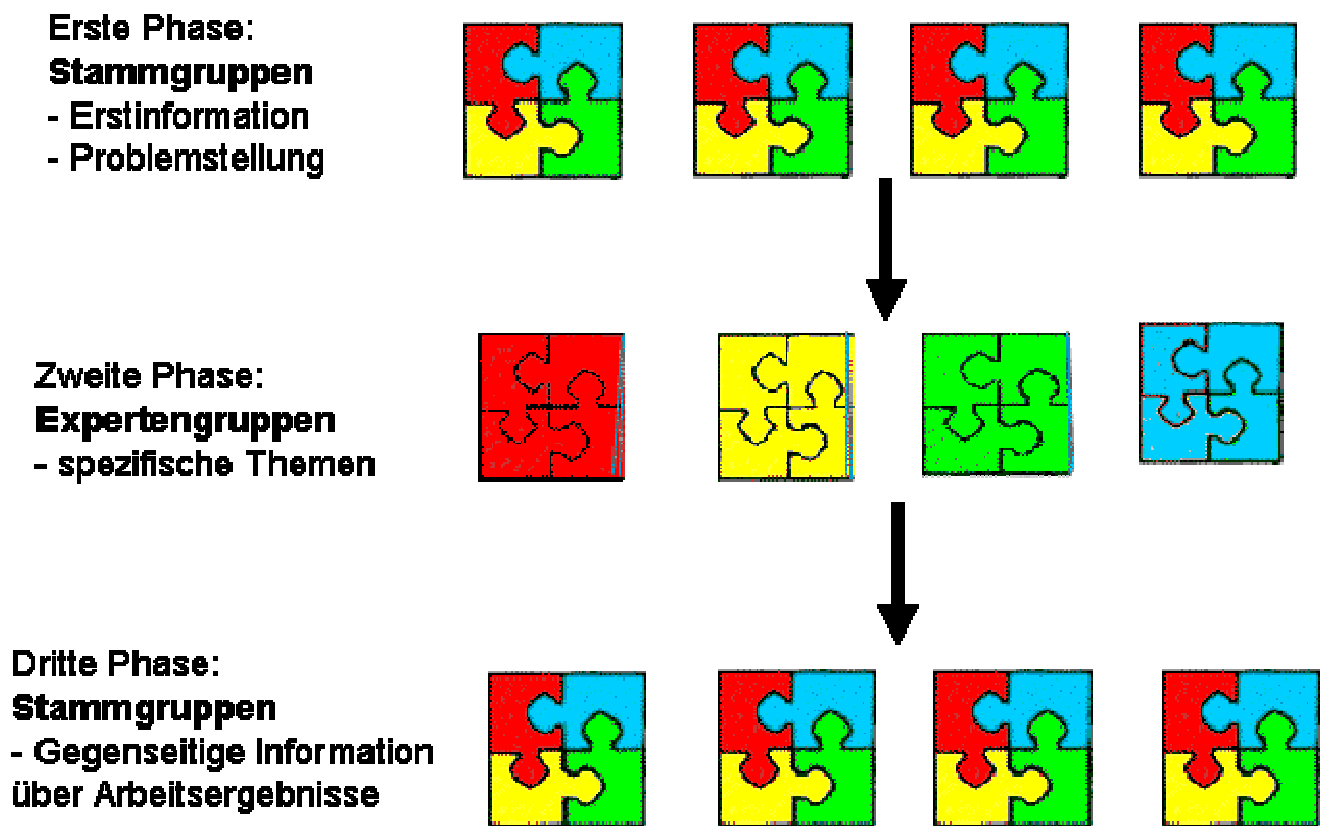 Erste Phase:
Stammgruppen
- Erstinformation
- Problemstellung
Zweite Phase:
Expertengruppen
- spezifische Themen
Dritte Phase:
Stammgruppen
- Gegenseitige Information
über Arbeitsergebnisse